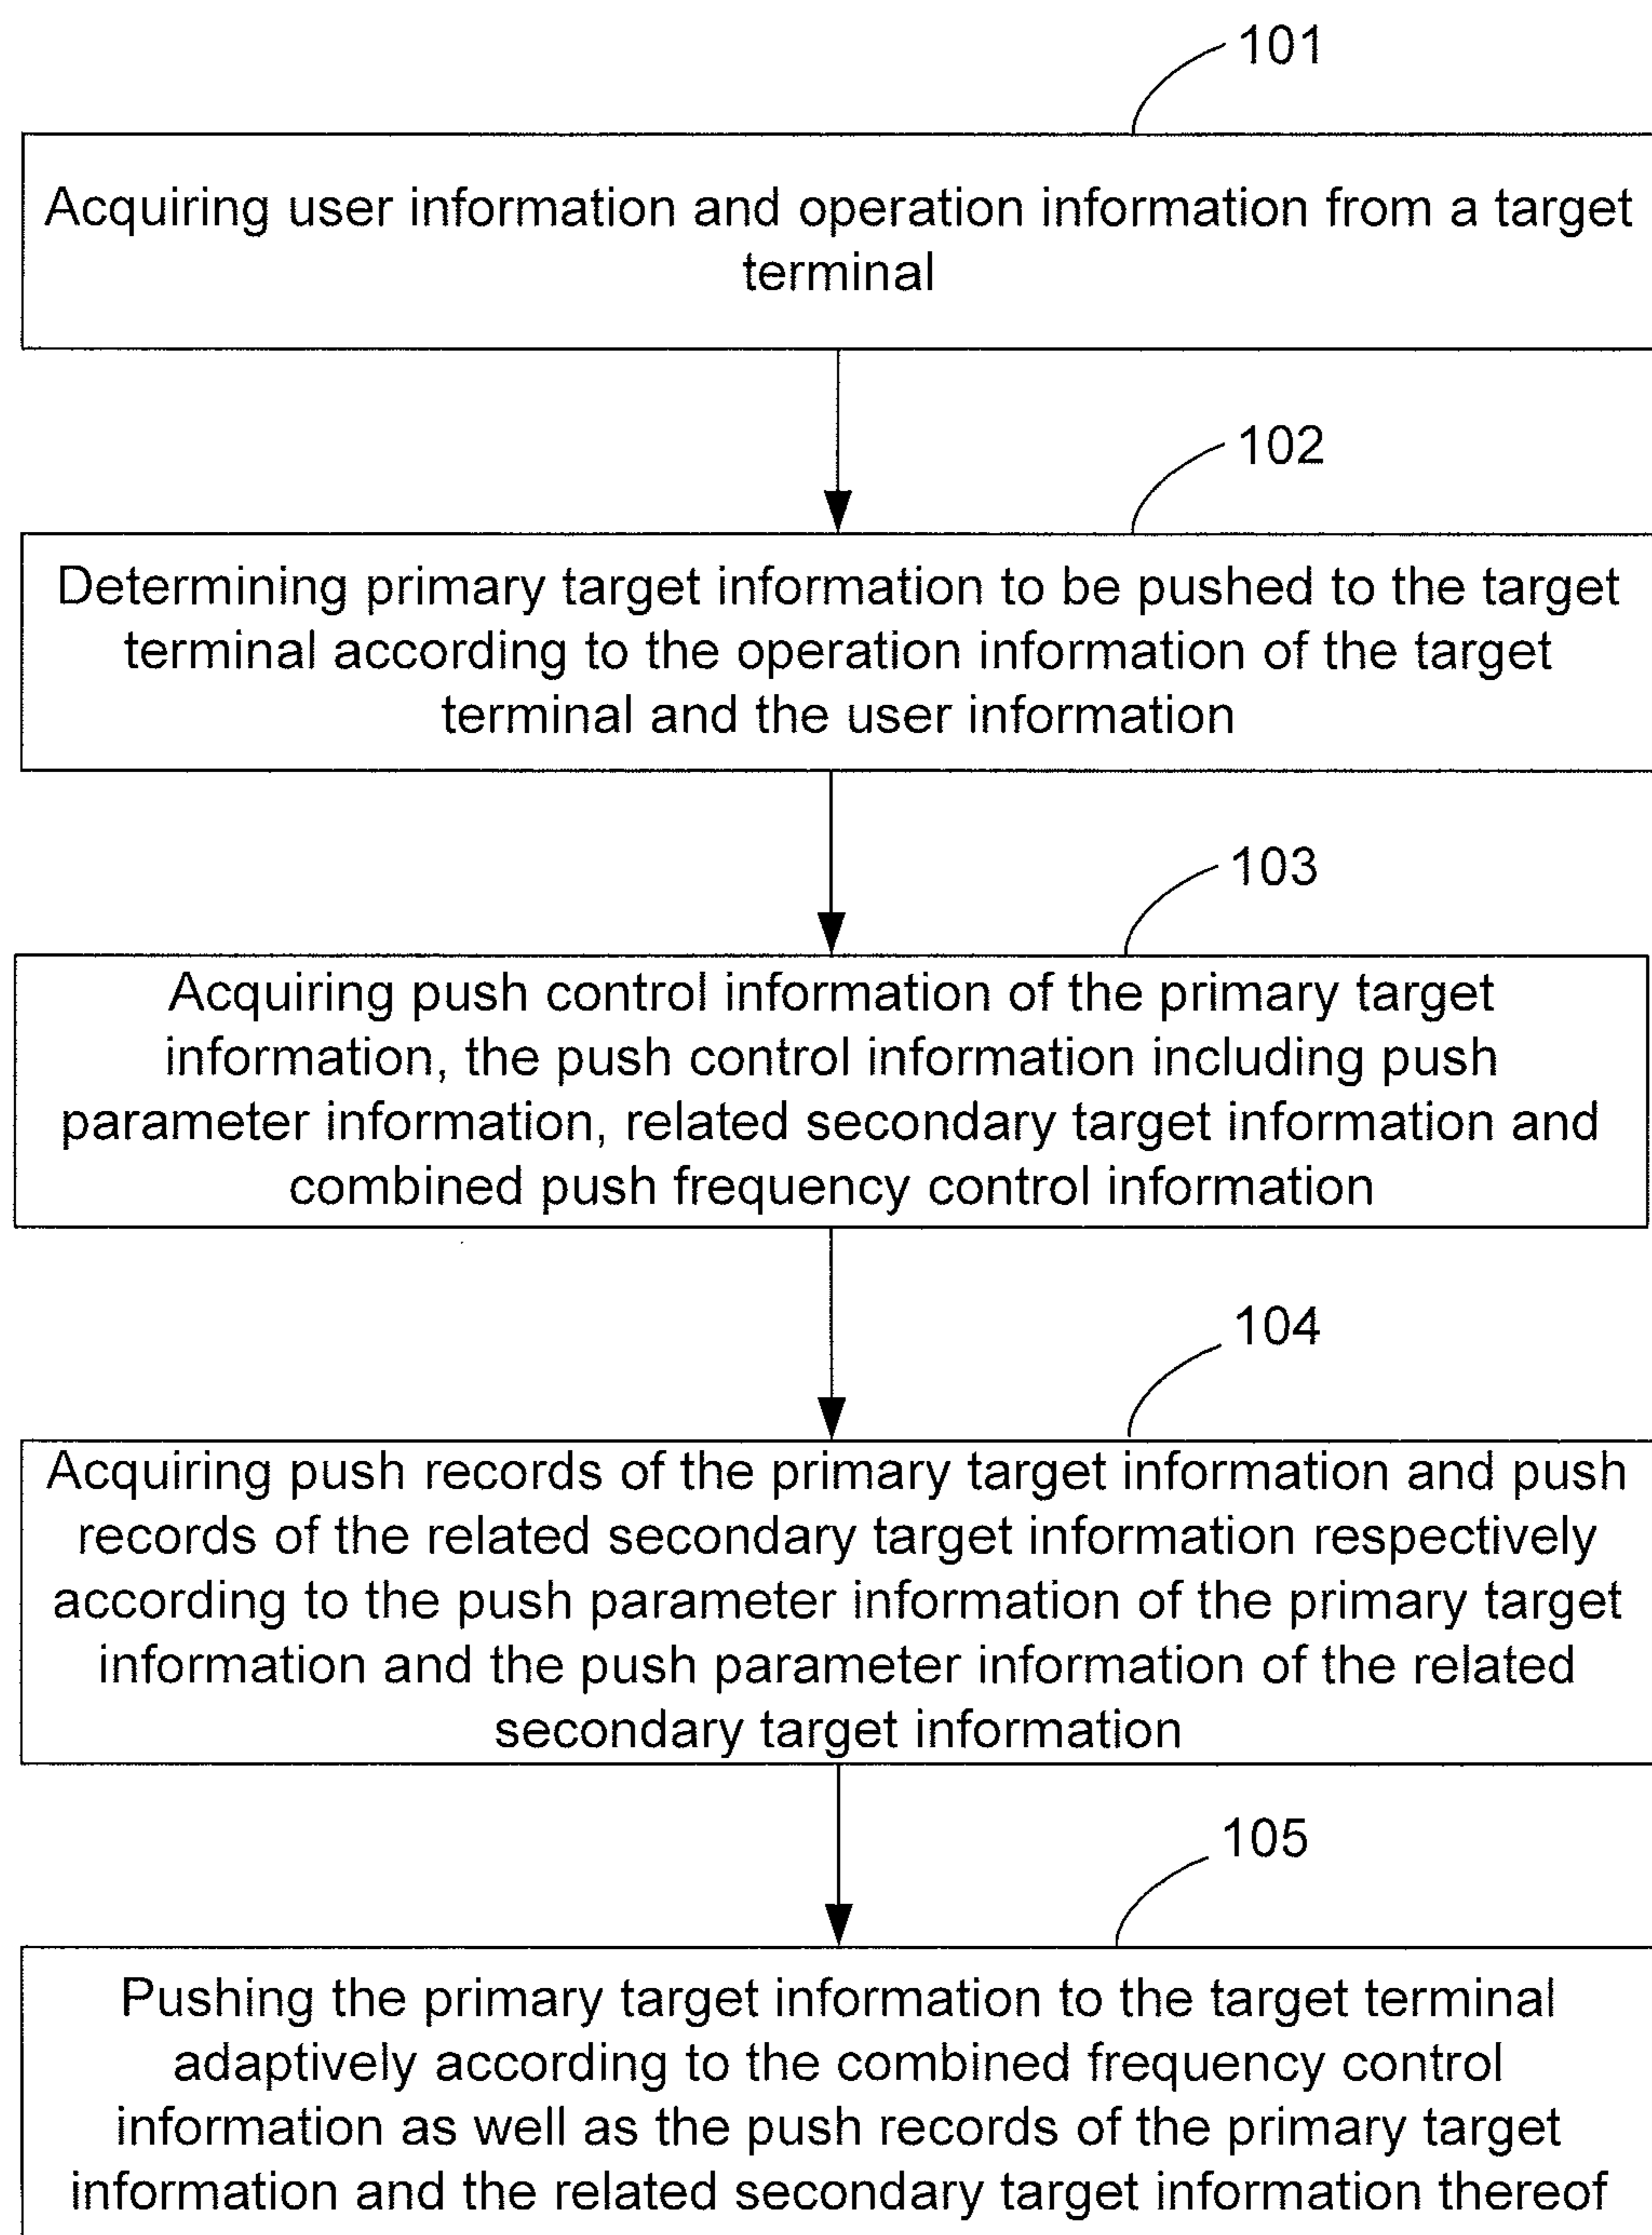 101
Acquiring user information and operation information from a target
terminal
102
Determining primary target information to be pushed to the target
terminal according to the operation information of the target
terminal and the user information
103
Acquiring push control information of the primary target
information, the push control information including push
parameter information, related secondary target information and
combined push frequency control information
104
Acquiring push records of the primary target information and push
records of the related secondary target information respectively
according to the push parameter information of the primary target
information and the push parameter information of the related
secondary target information
105
Pushing the primary target information to the target terminal
adaptively according to the combined frequency control
information as well as the push records of the primary target
information and the related secondary target information thereof